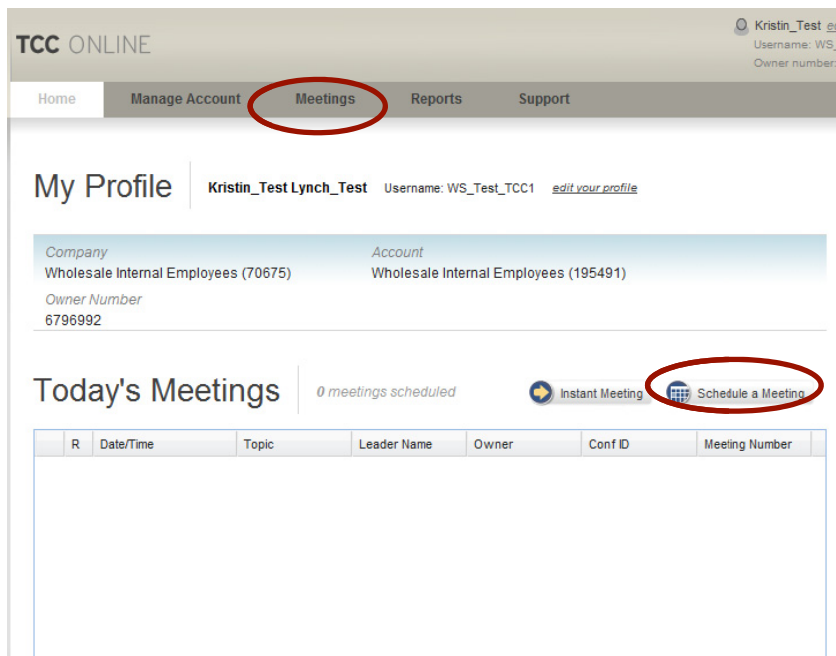 Kristin_Test
TCC ONLINE
Username: WS_
Owner number:
Home Manage Account Meetings Reports Support
My Profile Kristin_Test Lynch_Test Username: WS_Test_TCC1 edit your profile
Company Account
Wholesale Internal Employees (70675) Wholesale Internal Employees (195491)
Owner Number
6796992
Today's Meetings 0 meetings scheduled Instant Meeting Schedule a Meeting
R Date/Time Topic Leader Name Owner Conf ID Meeting Number